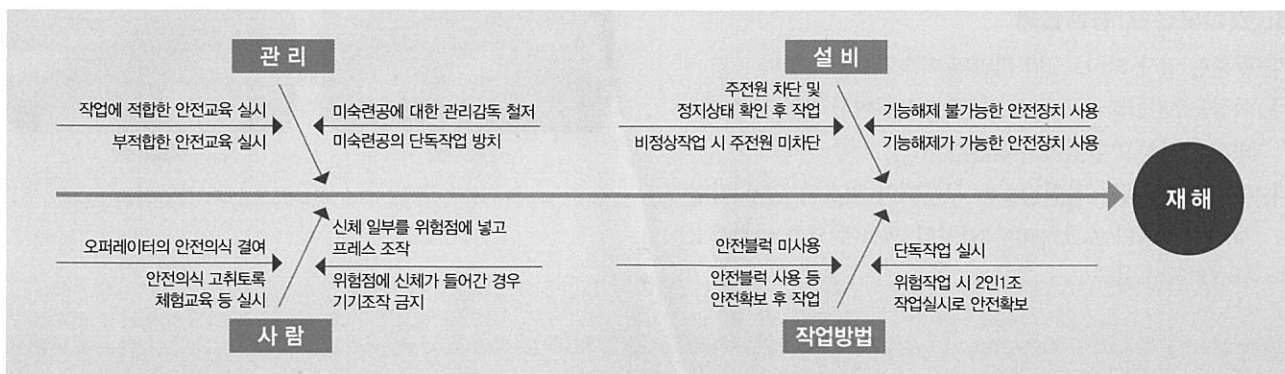 관리
작업에 적합한 안전교육 실시
부적합한 안전교육 실시
미숙련공에 대한 관리감독 철저
미숙련공의 단독작업 방치
설비
주전원 차단 및
정지상태 확인 후 작업
비정상작업 시 주전원 미차단
기능해제 불가능한 안전장치 사용
기능해제가 가능한 안전장치 사용
재해
오퍼레이터의 안전의식 결여
안전의식 고취토록
체험교육 등 실시
신체 일부를 위험점에 넣고
프레스 조작
위험점에 신체가 들어간 경우
기기조작 금지
사람
안전블럭 미사용
안전블럭 사용 등
안전확보 후 작업
단독작업 실시
위험작업 시 2인1조
작업실시로 안전확보
작업방법